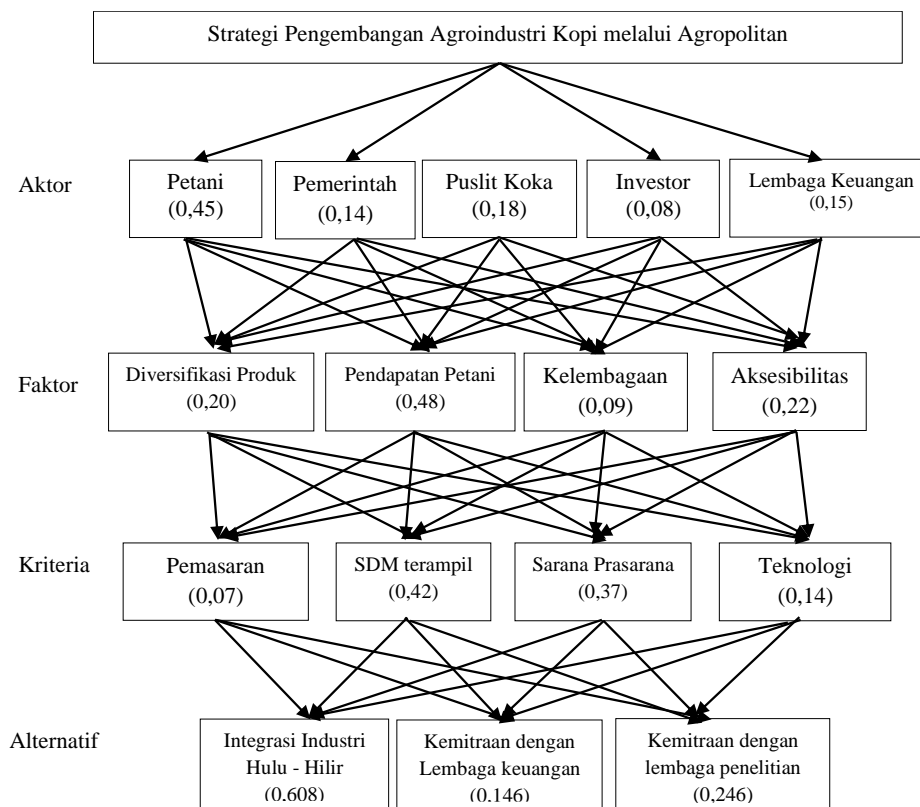 Strategi Pengembangan Agroindustri Kopi melalui Agropolitan
Aktor
Petani
(0,45)
Pemerintah
(0,14)
Puslit Koka
(0,18)
Investor
(0,08)
Lembaga Keuangan
(0,15)
Faktor
Diversifikasi Produk
(0,20)
Pendapatan Petani
(0,48)
Kelembagaan
(0,09)
Aksesibilitas
(0,22)
Kriteria
Pemasaran
(0,07)
SDM terampil
(0,42)
Sarana Prasarana
(0,37)
Teknologi
(0,14)
Alternatif
Integrasi Industri
Hulu - Hilir
(0,608)
Kemitraan dengan
Lembaga keuangan
(0,146)
Kemitraan dengan
lembaga penelitian
(0,246)